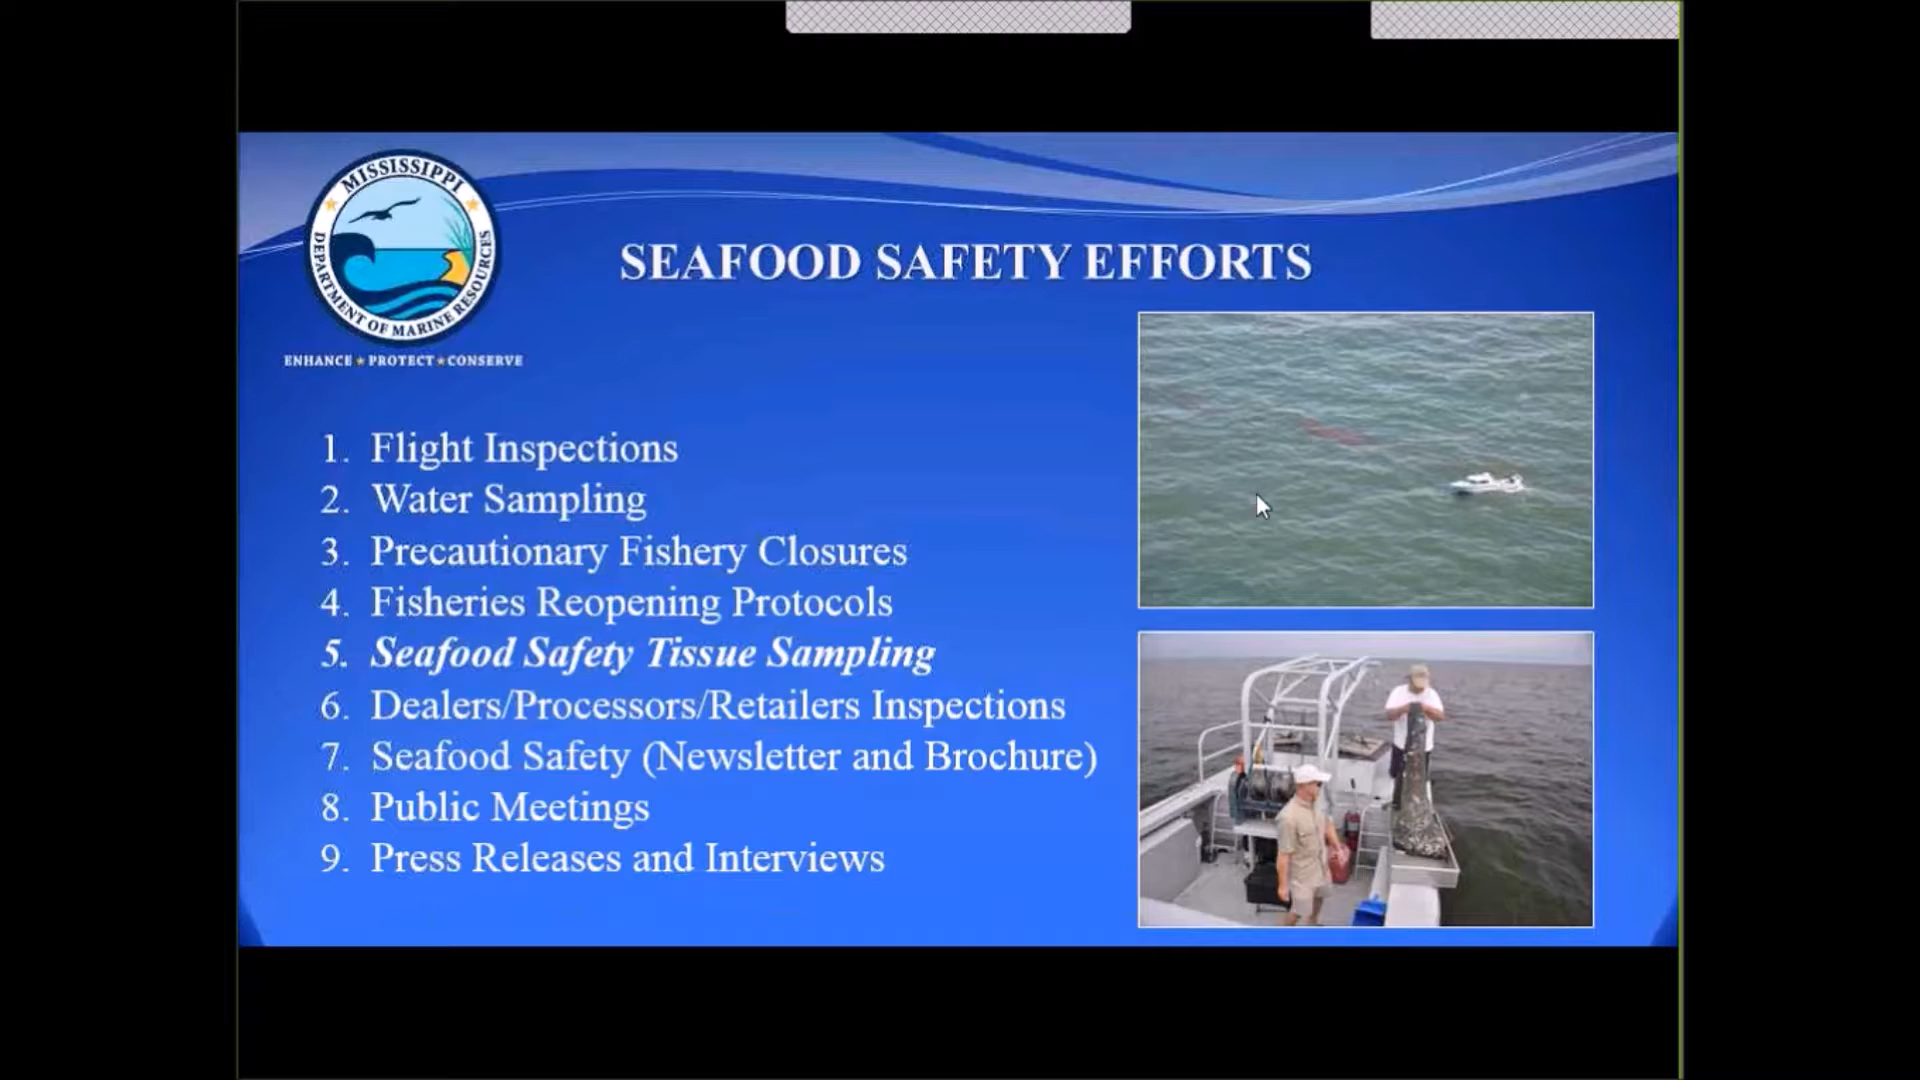 MISSISSIPPI
DEPARTMENT OF MARINE RESOURCES
ENHANCE★PROTECT★CONSERVE
SEAFOOD SAFETY EFFORTS
1. Flight Inspections
2. Water Sampling
3. Precautionary Fishery Closures
4. Fisheries Reopening Protocols
5. Seafood Safety Tissue Sampling
6. Dealers/Processors/Retailers Inspections
7. Seafood Safety (Newsletter and Brochure)
8. Public Meetings
9. Press Releases and Interviews